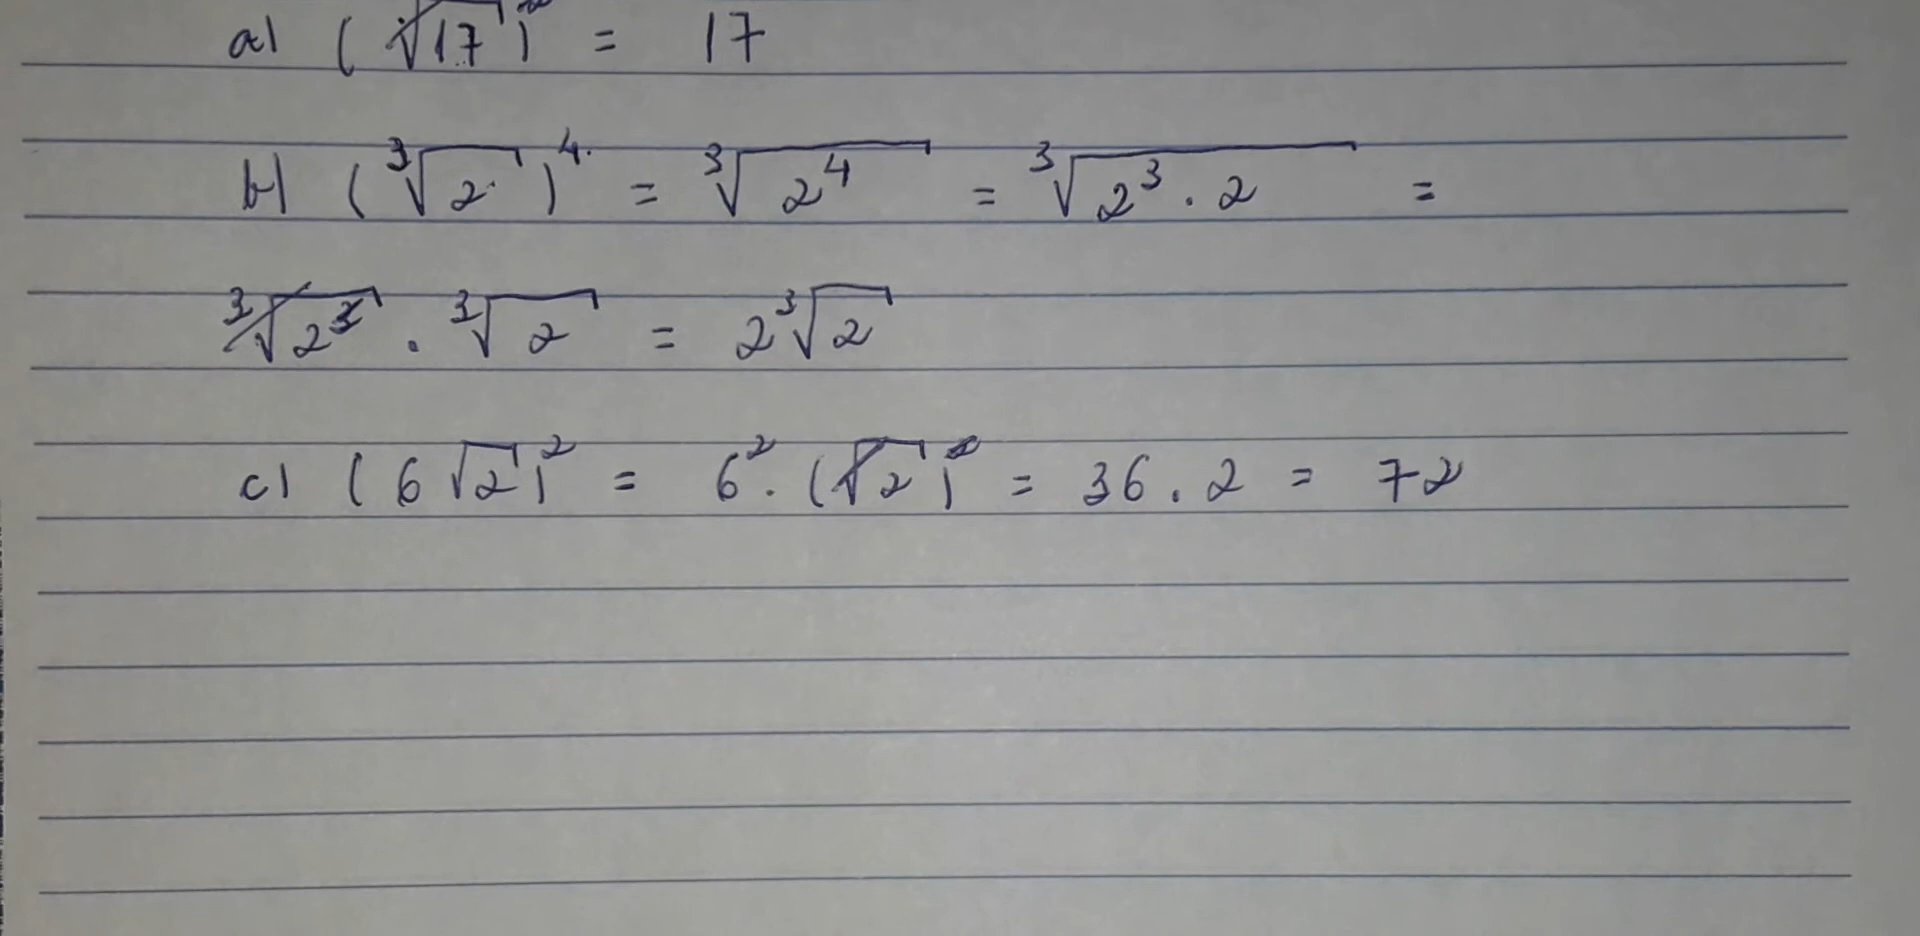 a) (√17)² = 17
b) (∛2)⁴ = ∛2⁴ = ∛2³ . 2 =
∛2³ . ∛2 = 2∛2
c) (6√2)² = 6² . (√2)² = 36 . 2 = 72